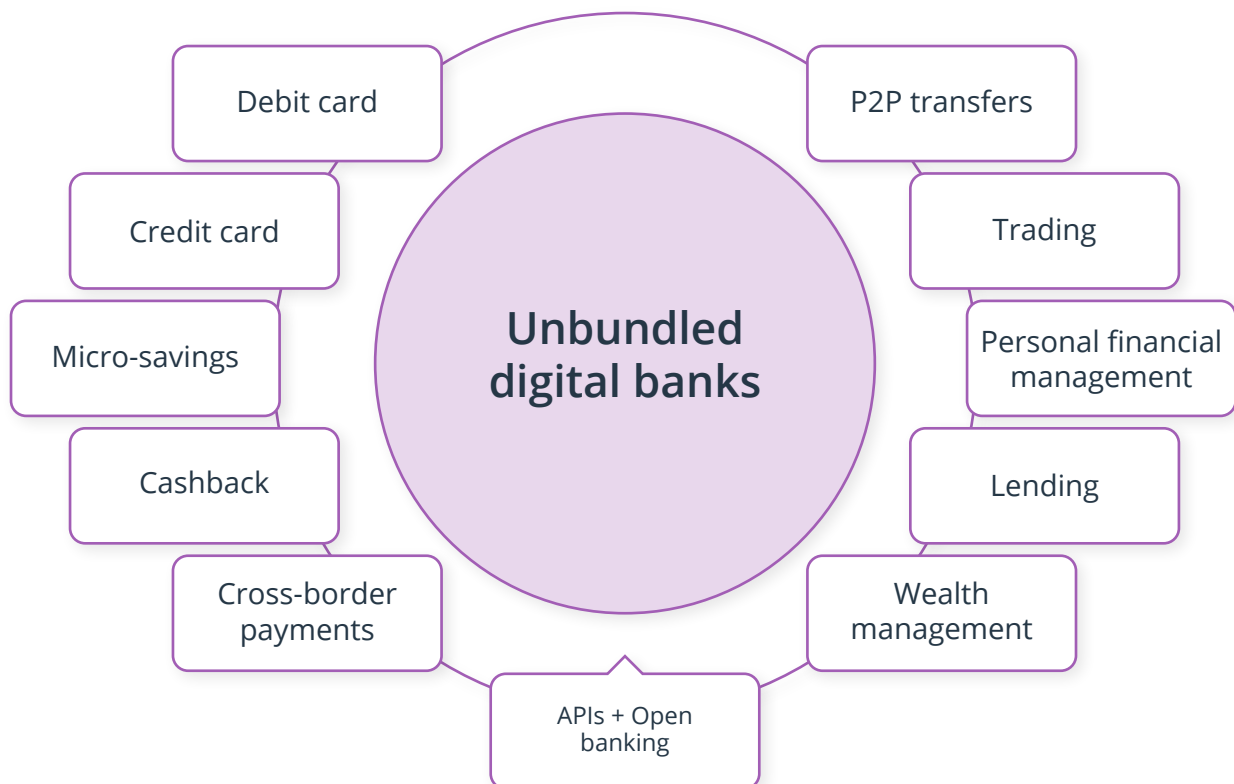 Debit card
P2P transfers
Credit card
Trading
Unbundled
digital banks
Micro-savings
Personal financial
management
Cashback
Lending
Cross-border
payments
Wealth
management
APIs + Open
banking